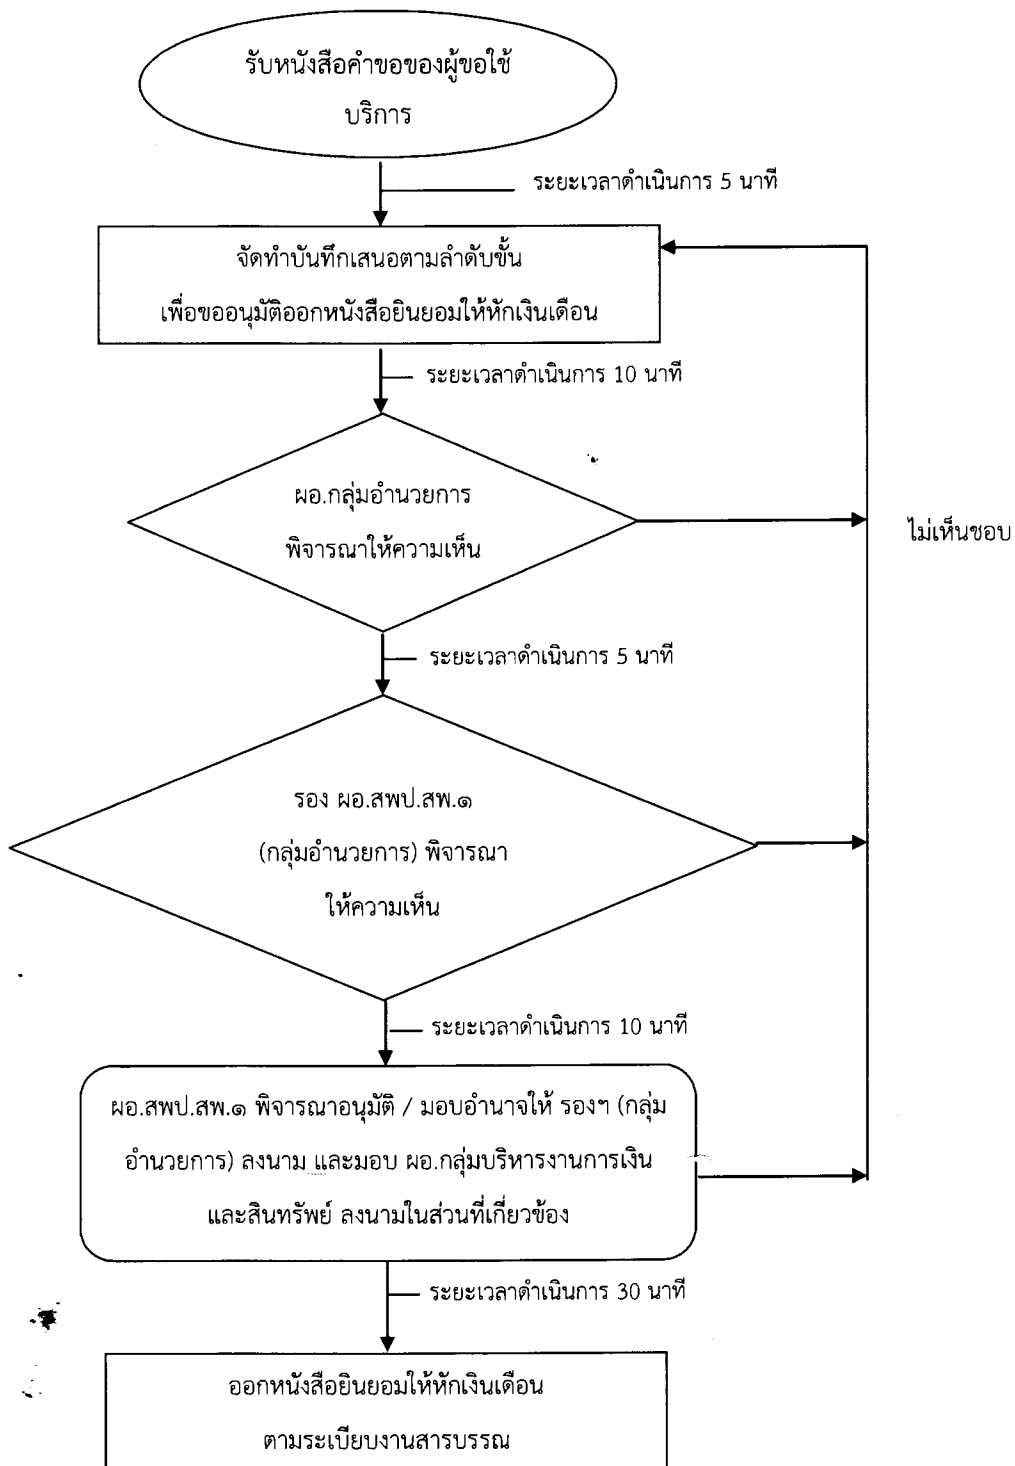 รับหนังสือคำขอของผู้ขอใช้
บริการ
ระยะเวลาดำเนินการ 5 นาที
จัดทำบันทึกเสนอตามลำดับขั้น
เพื่อขออนุมัติออกหนังสือยินยอมให้หักเงินเดือน
ระยะเวลาดำเนินการ 10 นาที
ผอ.กลุ่มอำนวยการ
พิจารณาให้ความเห็น
ไม่เห็นชอบ
ระยะเวลาดำเนินการ 5 นาที
รอง ผอ.สพป.สพ.๑
(กลุ่มอำนวยการ) พิจารณา
ให้ความเห็น
ระยะเวลาดำเนินการ 10 นาที
ผอ.สพป.สพ.๑ พิจารณาอนุมัติ / มอบอำนาจให้ รองฯ (กลุ่ม
อำนวยการ) ลงนาม และมอบ ผอ.กลุ่มบริหารงานการเงิน
และสินทรัพย์ ลงนามในส่วนที่เกี่ยวข้อง
ระยะเวลาดำเนินการ 30 นาที
ออกหนังสือยินยอมให้หักเงินเดือน
ตามระเบียบงานสารบรรณ